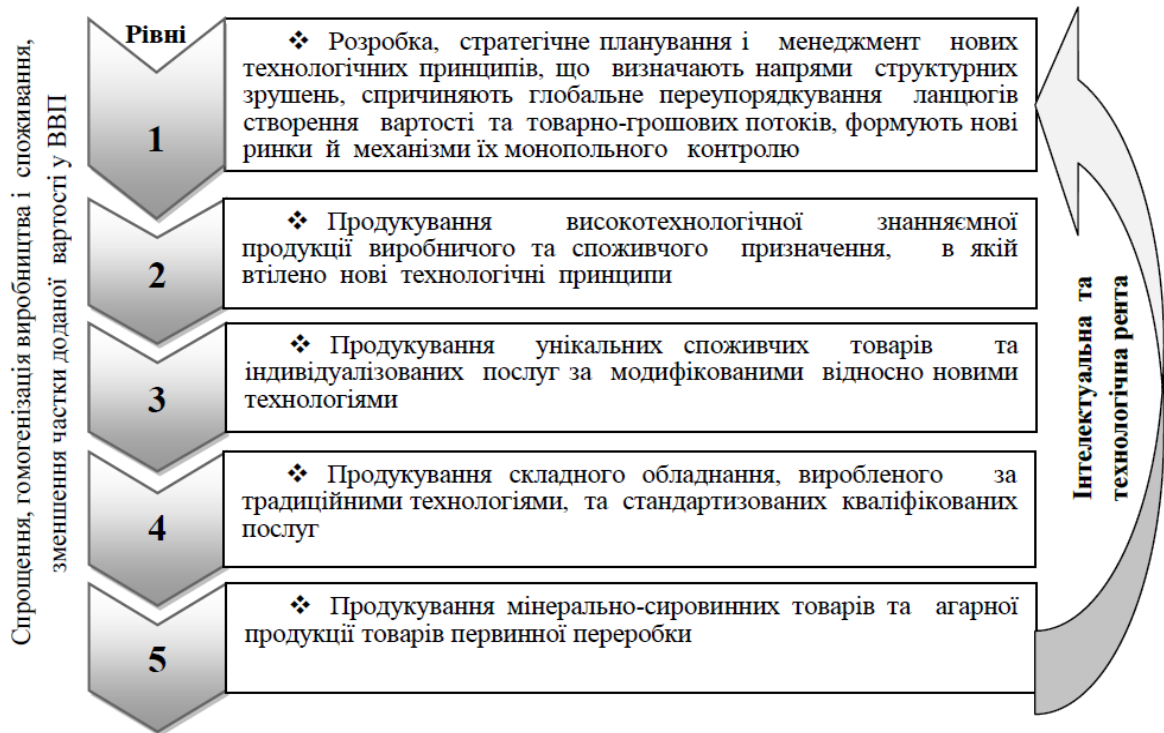 Спрощення, гомогенізація виробництва і споживання,
зменшення частки доданої вартості у ВВП
Рівні
1
❖ Розробка, стратегічне планування і менеджмент нових
технологічних принципів, що визначають напрями структурних
зрушень, спричиняють глобальне переупорядкування ланцюгів
створення вартості та товарно-грошових потоків, формують нові
ринки й механізми їх монопольного контролю
2
❖ Продукування високотехнологічної знанняємної
продукції виробничого та споживчого призначення, в якій
втілено нові технологічні принципи
3
❖ Продукування унікальних споживчих товарів та
індивідуалізованих послуг за модифікованими відносно новими
технологіями
4
❖ Продукування складного обладнання, виробленого за
традиційними технологіями, та стандартизованих кваліфікованих
послуг
5
❖ Продукування мінерально-сировинних товарів та агарної
продукції товарів первинної переробки
Інтелектуальна та
технологічна рента